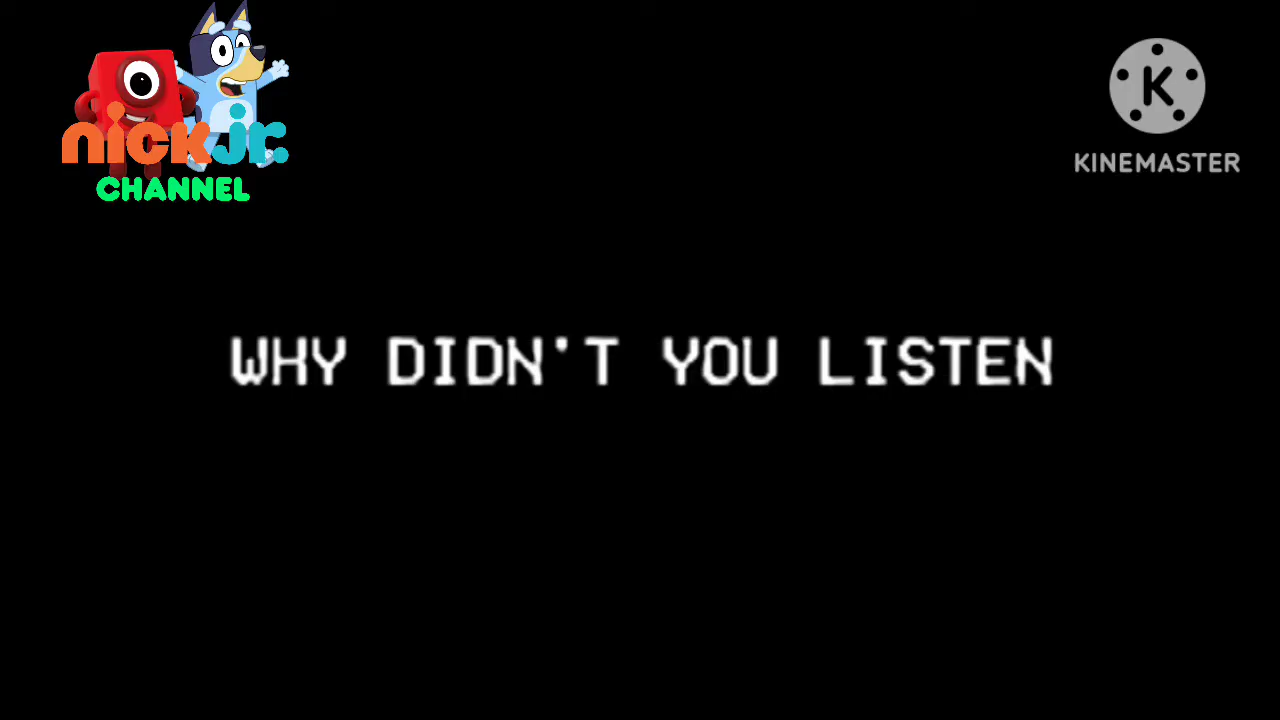 nick jr.
CHANNEL
K
KINEMASTER
WHY DIDN'T YOU LISTEN